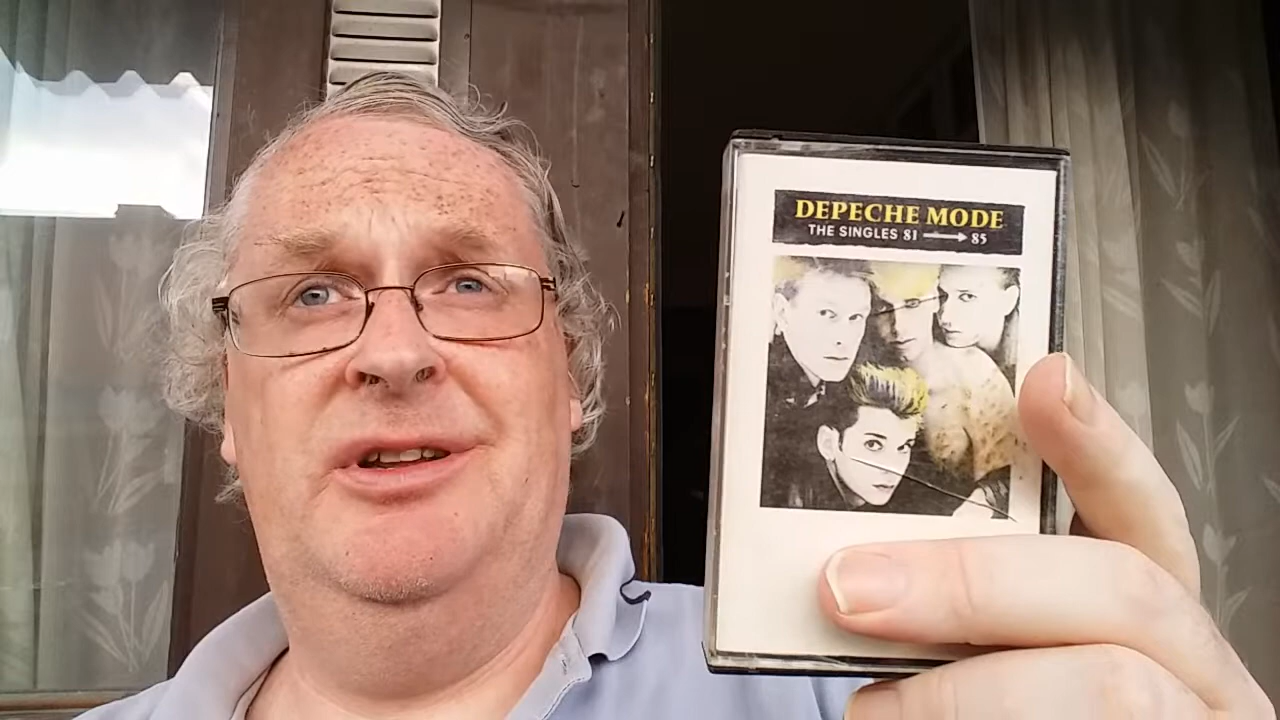 DEPECHE MODE
THE SINGLES 81 → 85